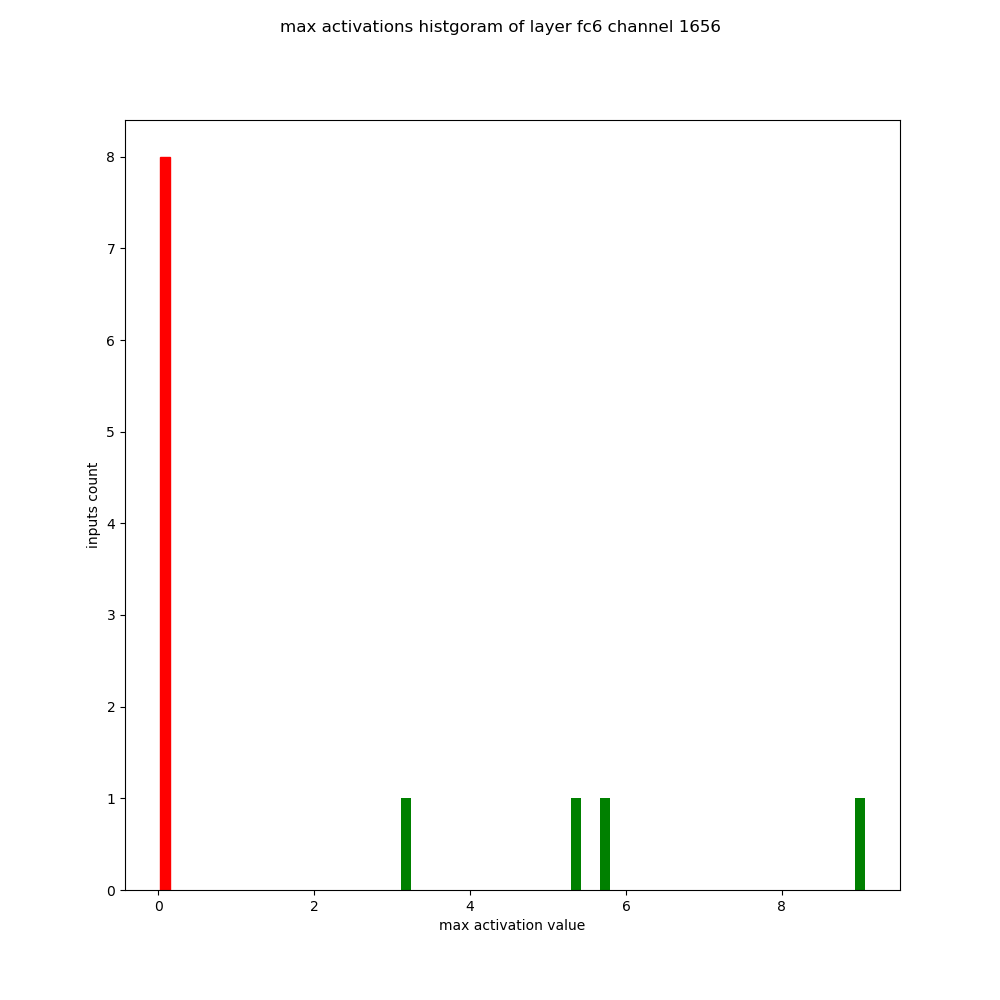 max activations histgoram of layer fc6 channel 1656
8
7
6
5
4
3
2
1
0
inputs count
0 2 4 6 8
max activation value